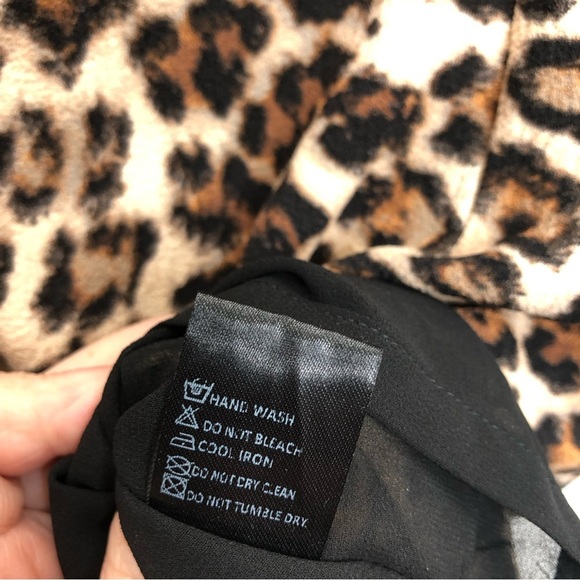 HAND WASH
DO NOT BLEACH
COOL IRON
DO NOT DRY CLEAN
DO NOT TUMBLE DRY.